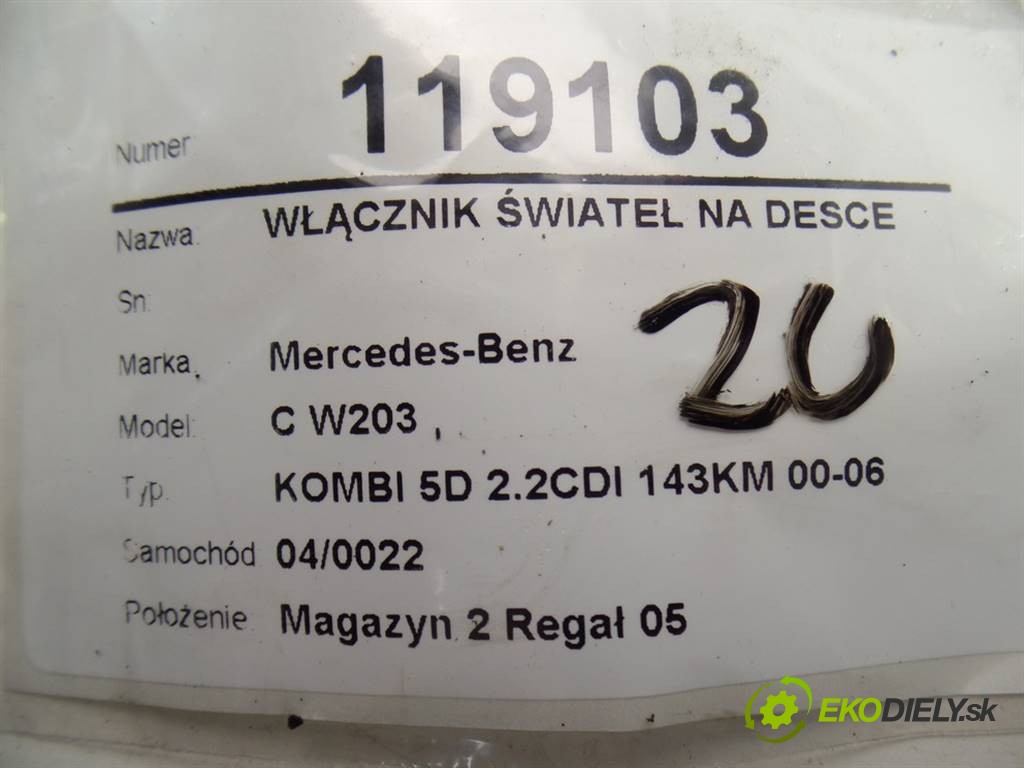 Numer 119103
Nazwa: WŁĄCZNIK ŚWIATEŁ NA DESCE
Sn:
Marka: Mercedes-Benz
Model: C W203 ,
Typ: KOMBI 5D 2.2CDI 143KM 00-06
Samochód 04/0022
Położenie: Magazyn 2 Regał 05
EKODIELY.sk